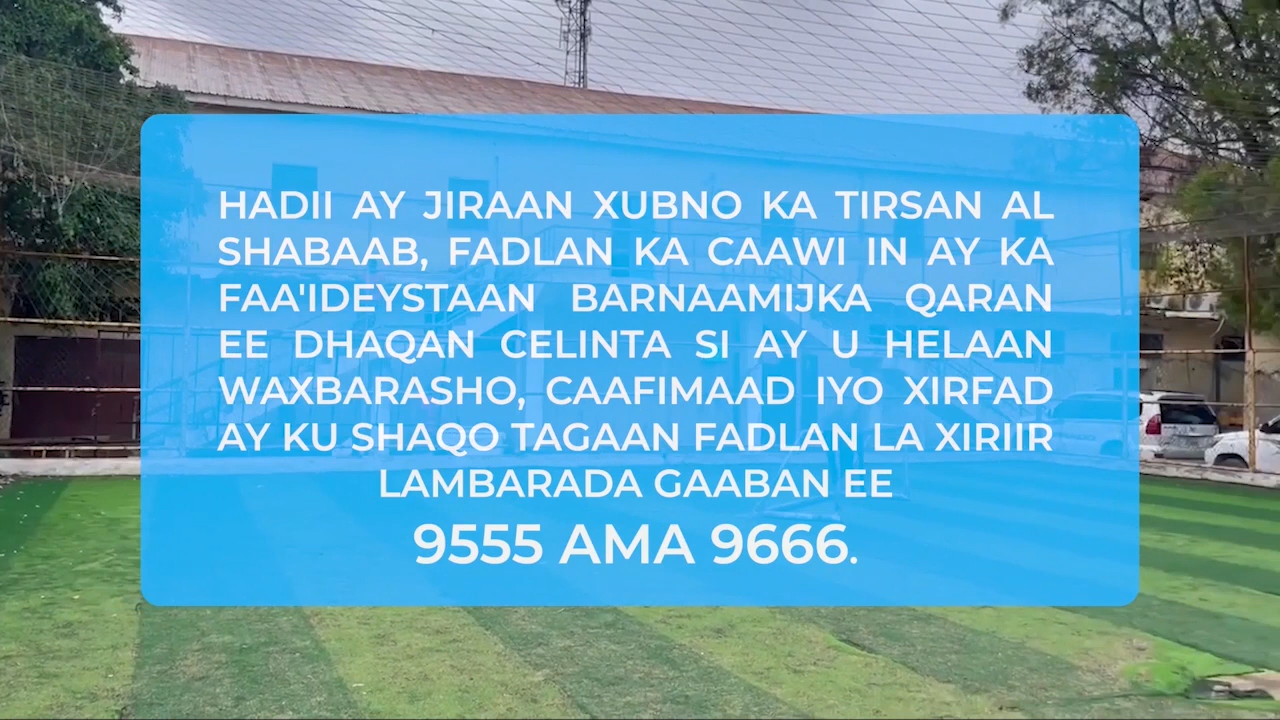 HADII AY JIRAAN XUBNO KA TIRSAN AL
SHABAAB, FADLAN KA CAAWI IN AY KA
FAA'IDEYSTAAN BARNAAMIJKA QARAN
EE DHAQAN CELINTA SI AY U HELAAN
WAXBARASHO, CAAFIMAAD IYO XIRFAD
AY KU SHAQO TAGAAN FADLAN LA XIRIIR
LAMBARADA GAABAN EE
9555 AMA 9666.